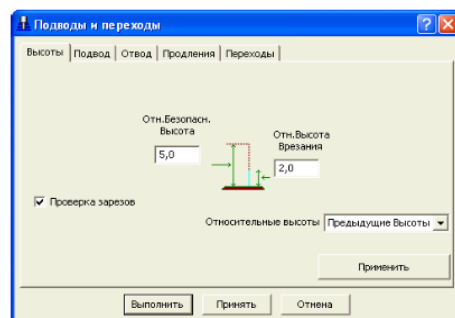 Подводы и переходы
Высоты Подвод Отвод Продления Переходы
Отн.Безопасн.
Высота
5,0
Отн.Высота
Врезания
2,0
Проверка зарезов
Относительные высоты Предыдущие Высоты
Применить
Выполнить Принять Отмена